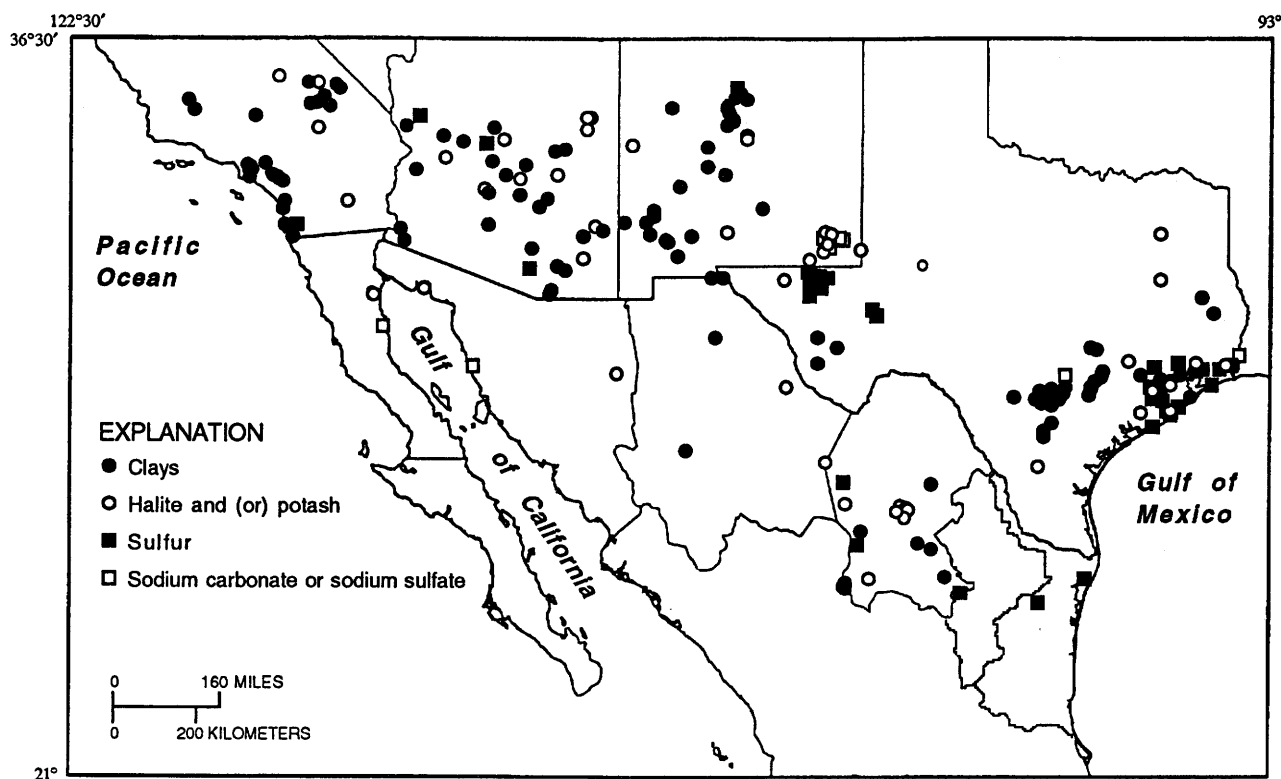 122°30'
93°
36°30'
Pacific
Ocean
Gulf
of
California
Gulf of
Mexico
EXPLANATION
Clays
Halite and (or) potash
Sulfur
Sodium carbonate or sodium sulfate
0 160 MILES
0 200 KILOMETERS
21°